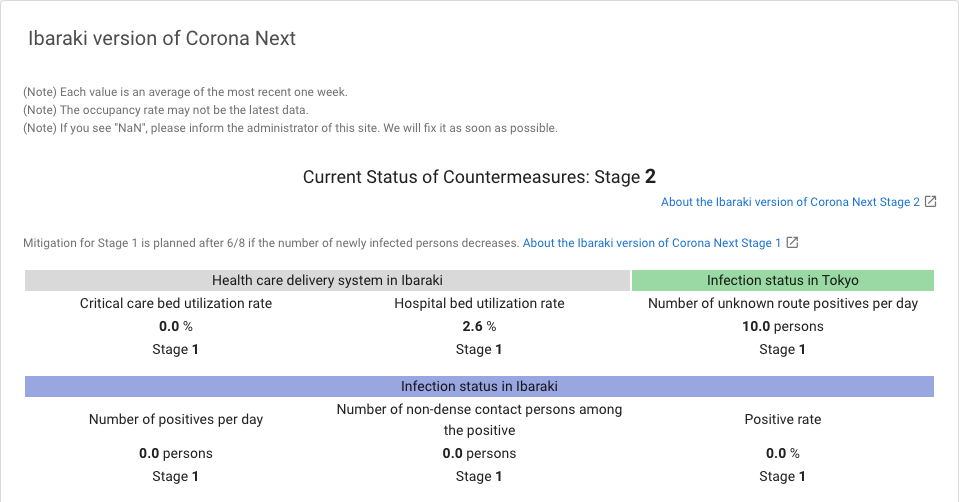 Ibaraki version of Corona Next
(Note) Each value is an average of the most recent one week.
(Note) The occupancy rate may not be the latest data.
(Note) If you see "NaN", please inform the administrator of this site. We will fix it as soon as possible.
Current Status of Countermeasures: Stage 2
About the Ibaraki version of Corona Next Stage 2
Mitigation for Stage 1 is planned after 6/8 if the number of newly infected persons decreases. About the Ibaraki version of Corona Next Stage 1
Health care delivery system in Ibaraki Infection status in Tokyo
Critical care bed utilization rate Hospital bed utilization rate Number of unknown route positives per day
0.0 % 2.6 % 10.0 persons
Stage 1 Stage 1 Stage 1
Infection status in Ibaraki
Number of positives per day Number of non-dense contact persons among the positive Positive rate
0.0 persons 0.0 persons 0.0 %
Stage 1 Stage 1 Stage 1